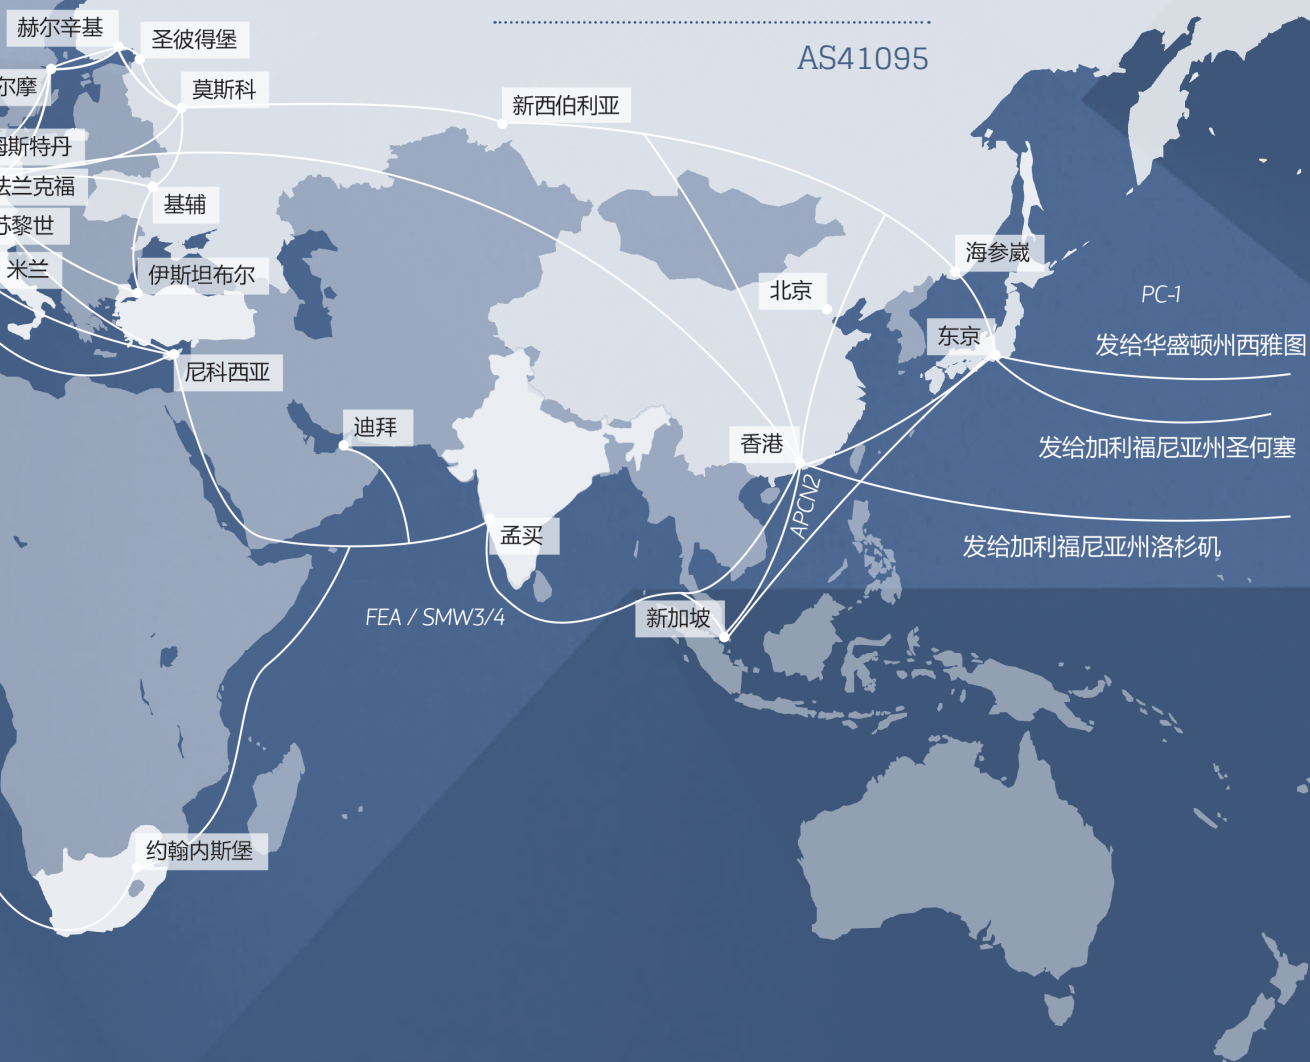 赫尔辛基
圣彼得堡
AS41095
尔摩
莫斯科
新西伯利亚
姆斯特丹
法兰克福
基辅
苏黎世
海参崴
米兰
伊斯坦布尔
北京
PC-1
东京
发给华盛顿州西雅图
尼科西亚
迪拜
香港
发给加利福尼亚州圣何塞
APCN2
孟买
发给加利福尼亚州洛杉矶
FEA / SMW3/4
新加坡
约翰内斯堡